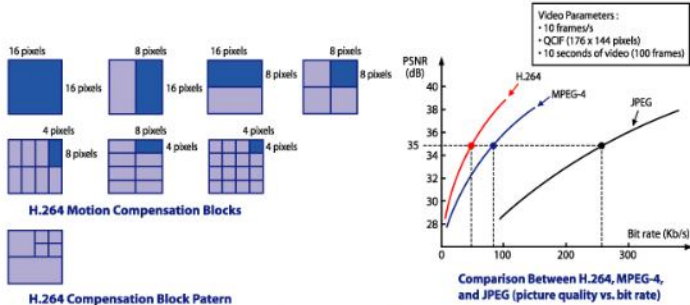 16 pixels
16 pixels
8 pixels
16 pixels
16 pixels
8 pixels
8 pixels
8 pixels
4 pixels
8 pixels
8 pixels
4 pixels
4 pixels
4 pixels
H.264 Motion Compensation Blocks
H.264 Compensation Block Patern
Video Parameters :
• 10 frames/s
• QCIF (176 x 144 pixels)
• 10 seconds of video (100 frames)
PSNR
(dB)
H.264
MPEG-4
JPEG
40
38
36
35
34
32
30
28
0
100
200
300
Bit rate (Kb/s)
Comparison Between H.264, MPEG-4,
and JPEG (picture quality vs. bit rate)